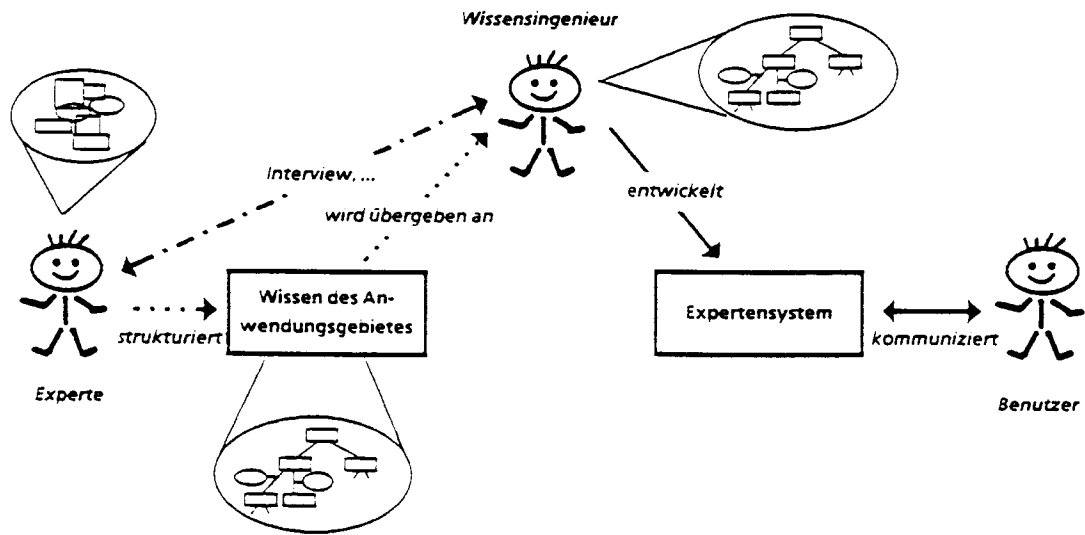 Wissensingenieur
Interview, ...
wird übergeben an
entwickelt
Wissen des An-
wendungsgebietes
strukturiert
Expertensystem
kommuniziert
Experte
Benutzer